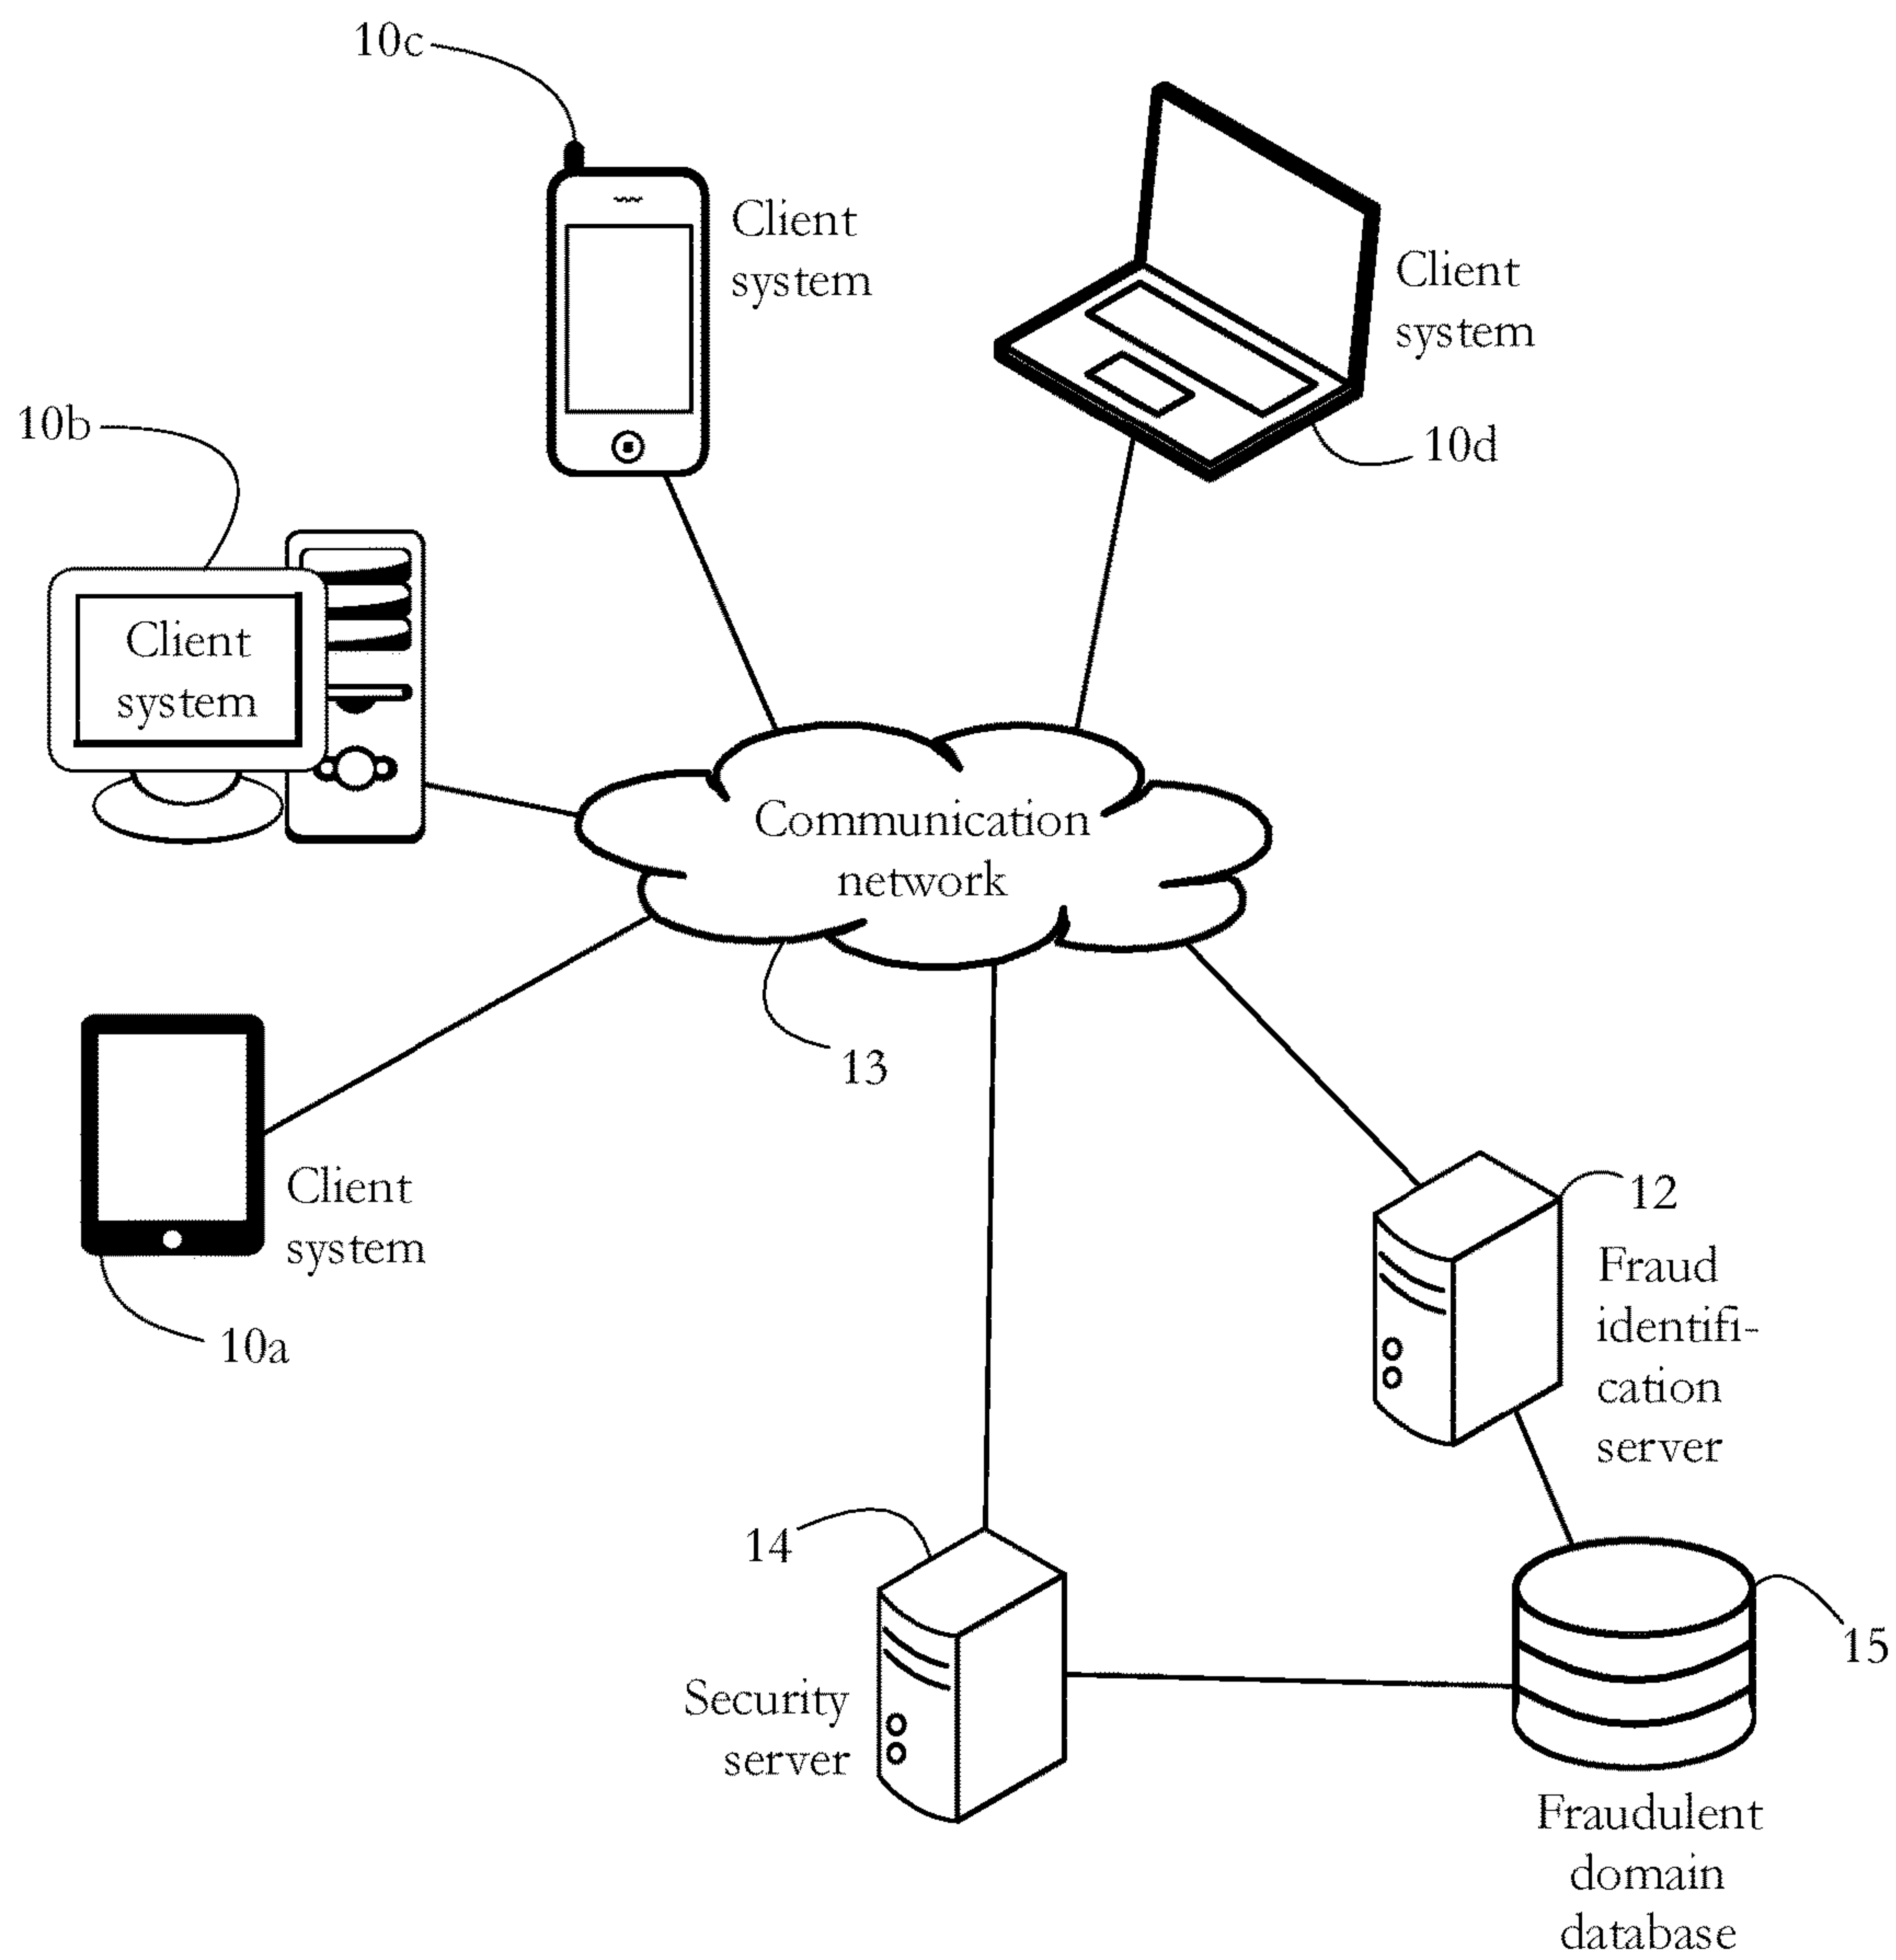 10c
Client
system
Client
system
10d
10b
Client
system
Communication
network
13
Client
system
10a
12
Fraud
identifi-
cation
server
14
Security
server
15
Fraudulent
domain
database